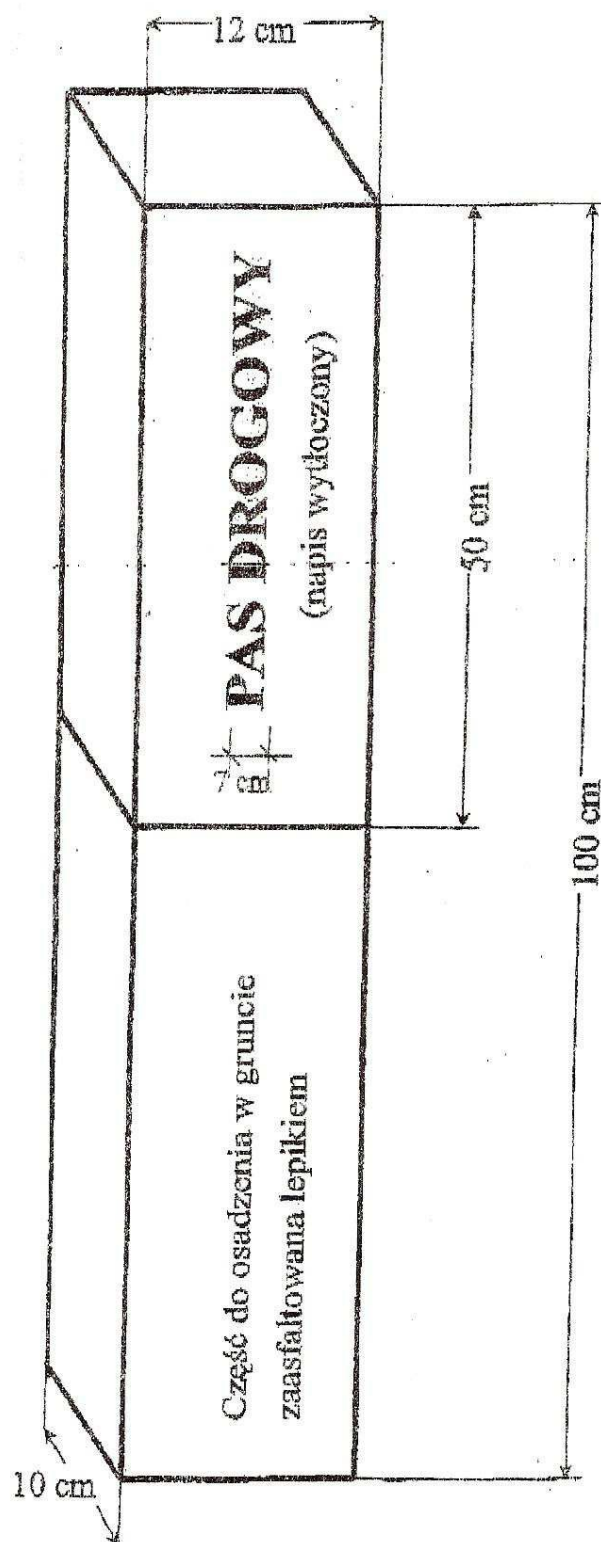 12 cm
PAS DROGOWY
(napis wytłoczony)
7 cm
50 cm
100 cm
Część do osadzenia w gruncie
zaasfaltowana lepikiem
10 cm